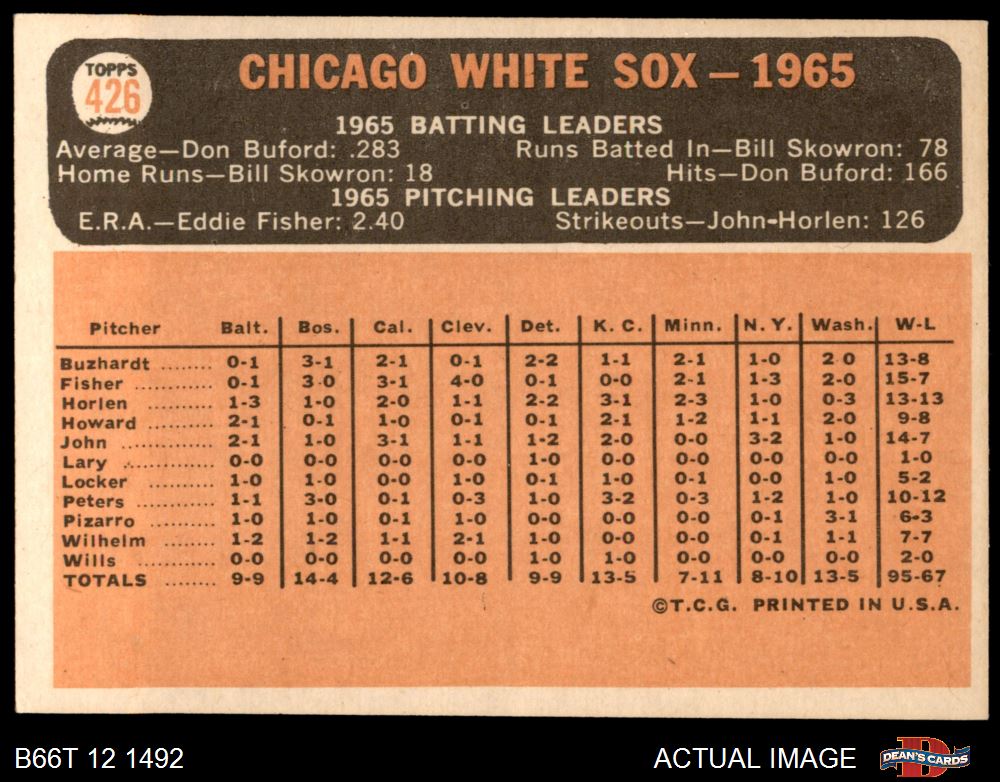 TOPPS
426
CHICAGO WHITE SOX – 1965
1965 BATTING LEADERS
Average—Don Buford: .283 Runs Batted In—Bill Skowron: 78
Home Runs—Bill Skowron: 18 Hits—Don Buford: 166
1965 PITCHING LEADERS
E.R.A.—Eddie Fisher: 2.40 Strikeouts—John-Horlen: 126
Pitcher Balt. Bos. Cal. Clev. Det. K. C. Minn. N. Y. Wash. W-L
Buzhardt ........ 0-1 3-1 2-1 0-1 2-2 1-1 2-1 1-0 2 0 13-8
Fisher .......... 0-1 3 0 3-1 4-0 0-1 0-0 2-1 1-3 2-0 15-7
Horlen .......... 1-3 1-0 2-0 1-1 2-2 3-1 2-3 1-0 0-3 13-13
Howard .......... 2-1 0-1 1-0 0-1 0-1 2-1 1-2 1-1 2-0 9-8
John .......... 2-1 1-0 3-1 1-1 1-2 2-0 0-0 3-2 1-0 14-7
Lary .......... 0-0 0-0 0-0 0-0 1-0 0-0 0-0 0-0 0-0 1-0
Locker .......... 1-0 1-0 0-0 1-0 0-1 1-0 0-1 0-0 1-0 5-2
Peters .......... 1-1 3-0 0-1 0-3 1-0 3-2 0-3 1-2 1-0 10-12
Pizarro .......... 1-0 1-0 0-1 1-0 0-0 0-0 0-0 0-1 3-1 6-3
Wilhelm ........ 1-2 1-2 1-1 2-1 1-0 0-0 0-0 0-1 1-1 7-7
Wills .......... 0-0 0-0 0-0 0-0 1-0 1-0 0-0 0-0 0-0 2-0
TOTALS ........ 9-9 14-4 12-6 10-8 9-9 13-5 7-11 8-10 13-5 95-67
©T.C.G. PRINTED IN U.S.A.
B66T 12 1492 ACTUAL IMAGE DEAN'S CARDS